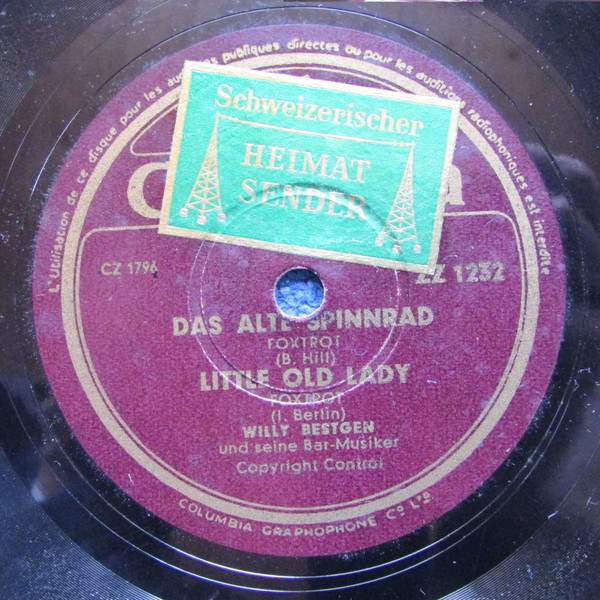 L'Utilisation de ce disque pour les auditions publiques directes ou pour les auditions radiophoniques est interdite
Schweizerischer
HEIMAT
SENDER
CZ 1796
ZZ 1232
DAS ALTE SPINNRAD
FOXTROT
(B. Hill)
LITTLE OLD LADY
FOXTROT
(I. Berlin)
WILLY BESTGEN
und seine Bar-Musiker
Copyright Control
COLUMBIA GRAPHOPHONE Co LTD